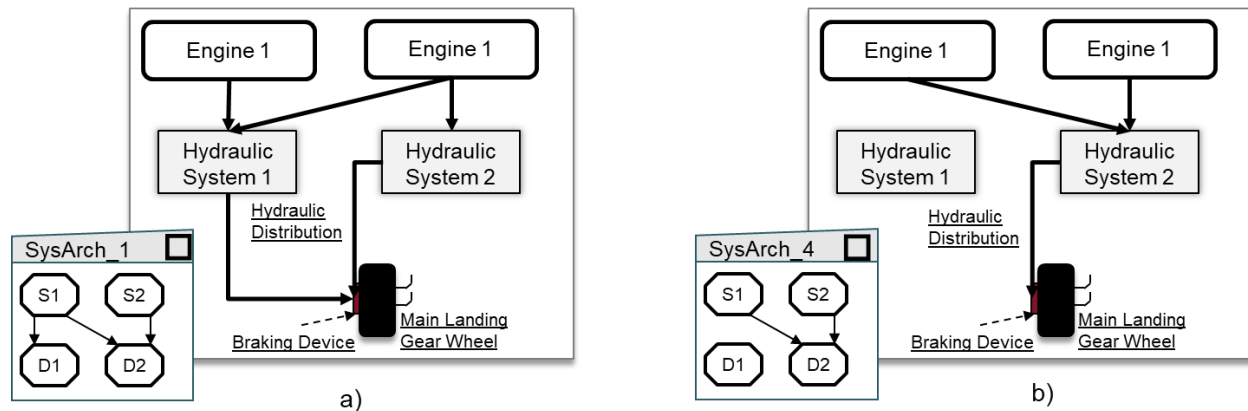 Engine 1
Engine 1
Hydraulic
System 1
Hydraulic
System 2
Hydraulic
Distribution
SysArch_1
S1
S2
D1
D2
Braking Device
Main Landing
Gear Wheel
a)
Engine 1
Engine 1
Hydraulic
System 1
Hydraulic
System 2
Hydraulic
Distribution
SysArch_4
S1
S2
D1
D2
Braking Device
Main Landing
Gear Wheel
b)